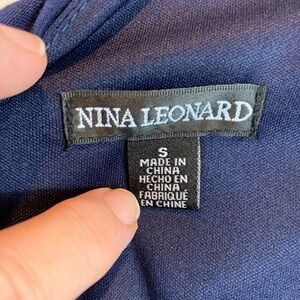 NINA LEONARD
S
MADE IN
CHINA
HECHO EN
CHINA
FABRIQUÉ
EN CHINE